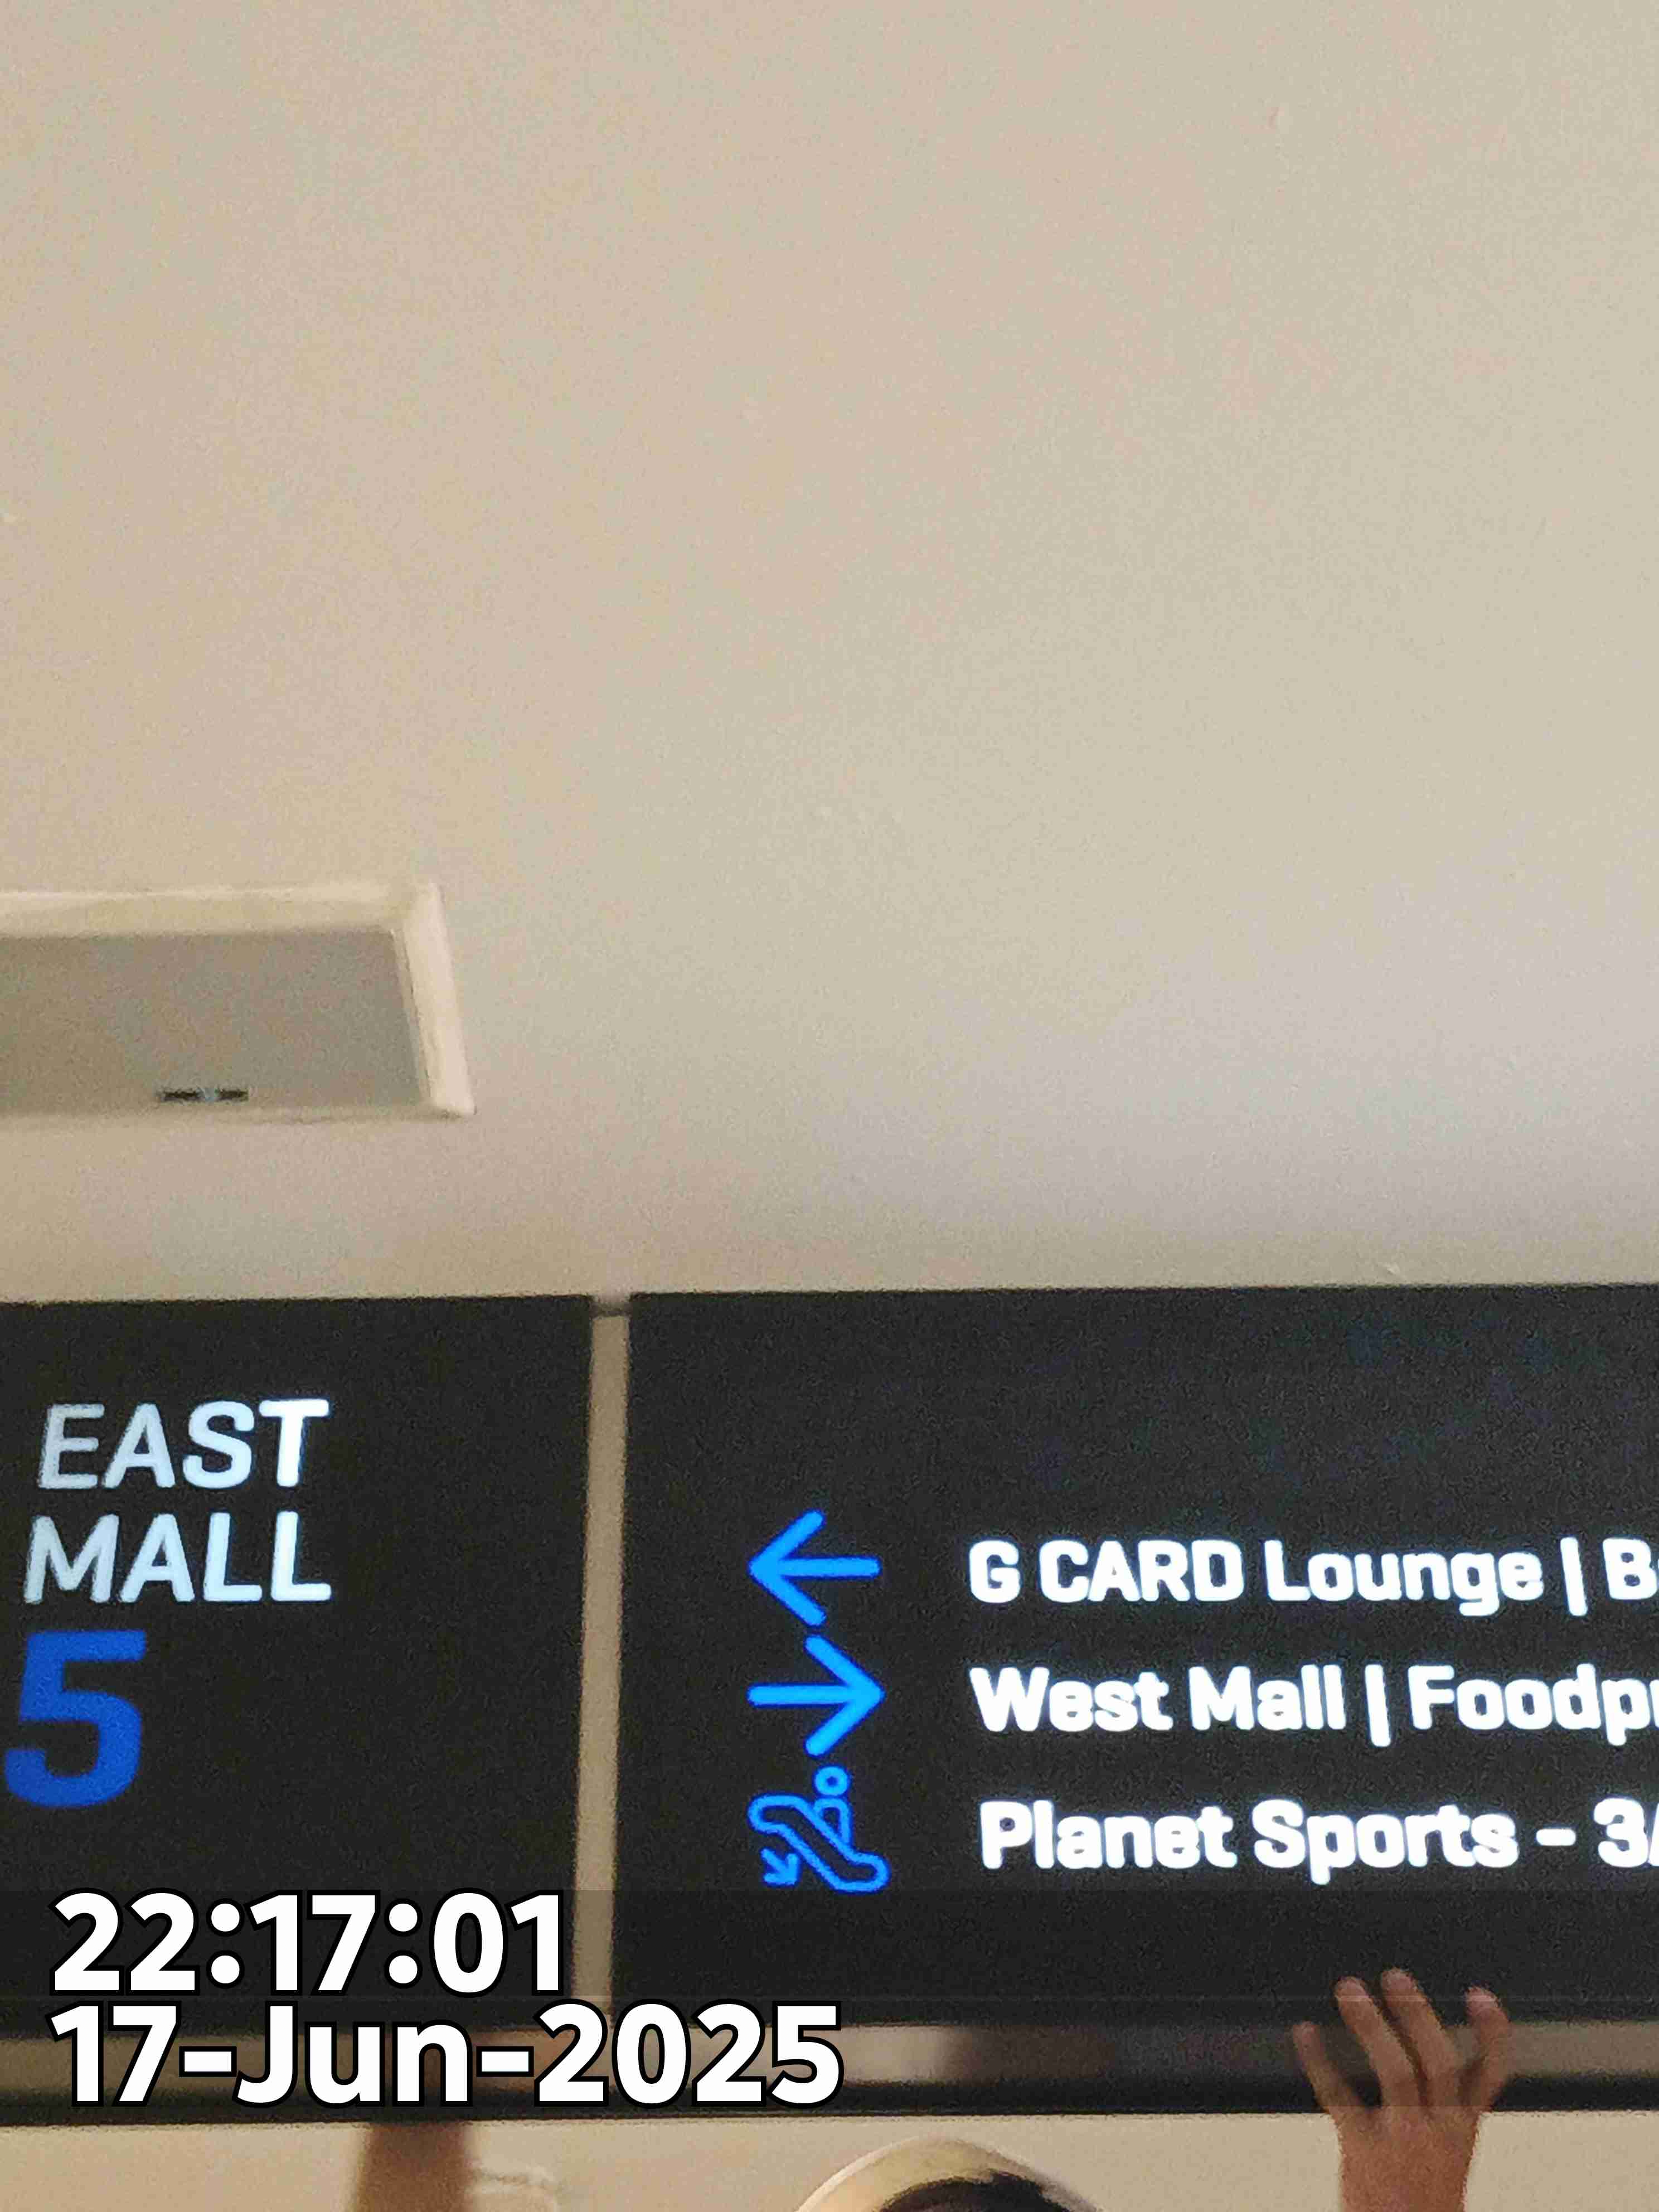 EAST
MALL
5
G CARD Lounge |
West Mall |
Planet Sports -
22:17:01
17-Jun-2025